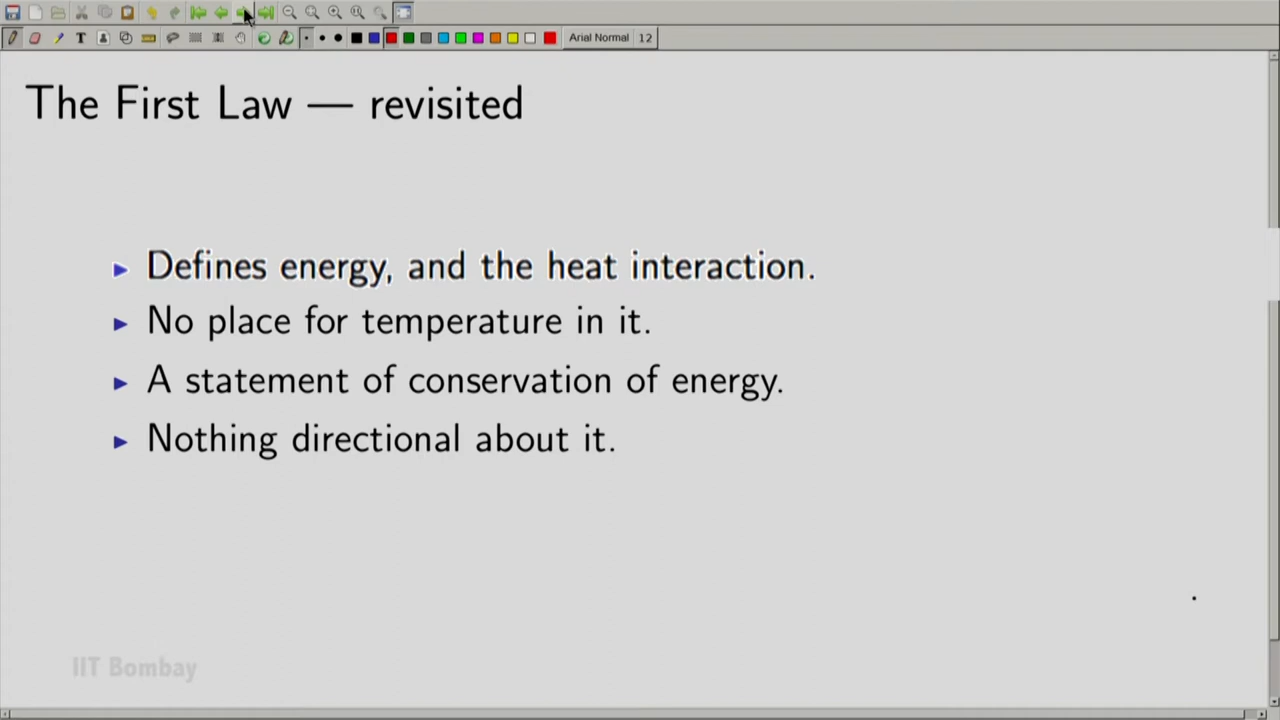 Arial Normal 12
The First Law — revisited
▶ Defines energy, and the heat interaction.
▶ No place for temperature in it.
▶ A statement of conservation of energy.
▶ Nothing directional about it.
IIT Bombay